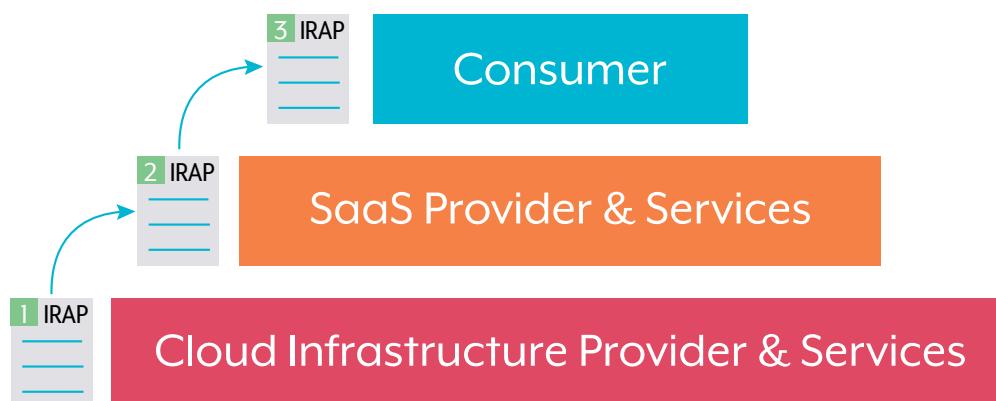 3 IRAP
Consumer
2 IRAP
SaaS Provider & Services
1 IRAP
Cloud Infrastructure Provider & Services